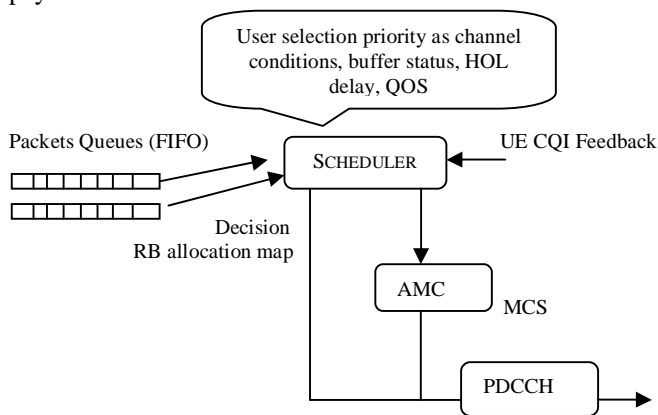 User selection priority as channel
conditions, buffer status, HOL
delay, QOS
Packets Queues (FIFO)
SCHEDULER
UE CQI Feedback
Decision
RB allocation map
AMC
MCS
PDCCH